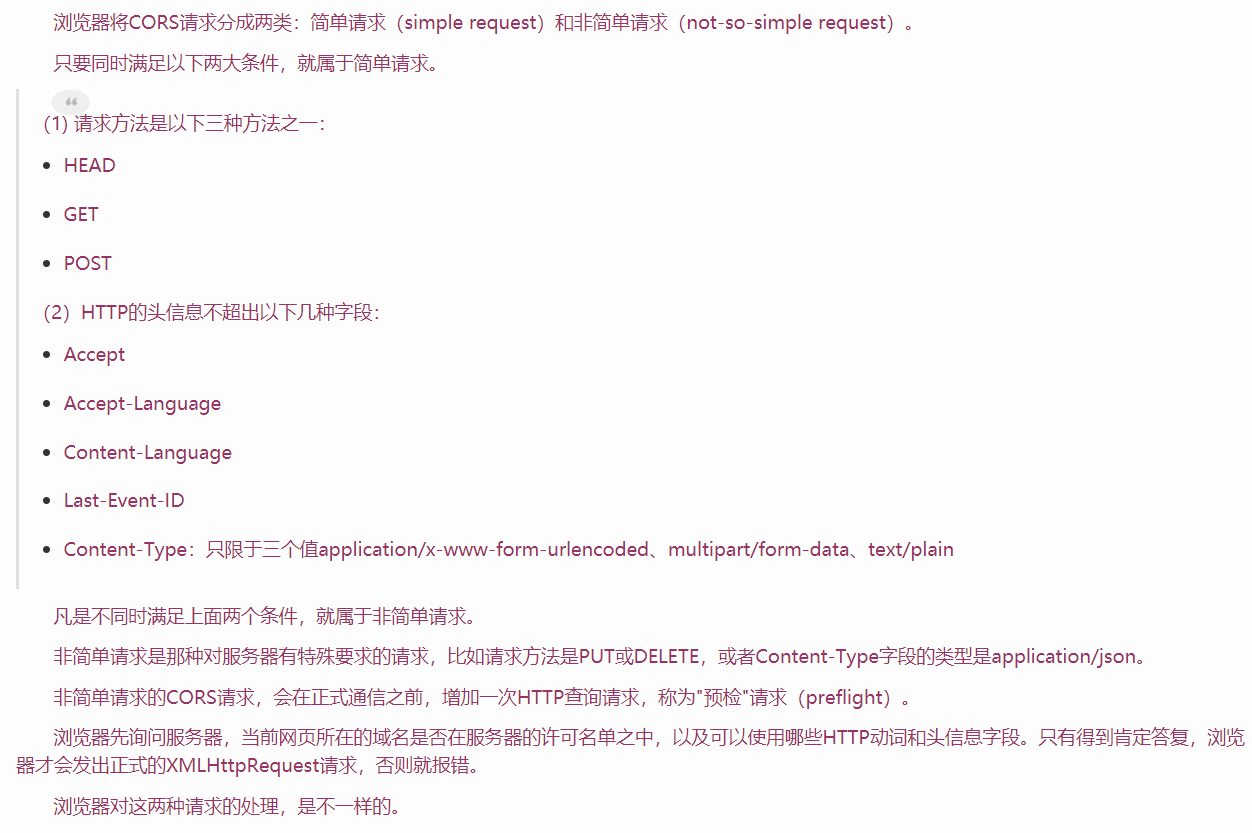 浏览器将CORS请求分成两类：简单请求（simple request）和非简单请求（not-so-simple request）。
只要同时满足以下两大条件，就属于简单请求。
(1) 请求方法是以下三种方法之一：
HEAD
GET
POST
（2）HTTP的头信息不超出以下几种字段：
Accept
Accept-Language
Content-Language
Last-Event-ID
Content-Type：只限于三个值application/x-www-form-urlencoded、multipart/form-data、text/plain
凡是不同时满足上面两个条件，就属于非简单请求。
非简单请求是那种对服务器有特殊要求的请求，比如请求方法是PUT或DELETE，或者Content-Type字段的类型是application/json。
非简单请求的CORS请求，会在正式通信之前，增加一次HTTP查询请求，称为"预检"请求（preflight）。
浏览器先询问服务器，当前网页所在的域名是否在服务器的许可名单之中，以及可以使用哪些HTTP动词和头信息字段。只有得到肯定答复，浏览
器才会发出正式的XMLHttpRequest请求，否则就报错。
浏览器对这两种请求的处理，是不一样的。